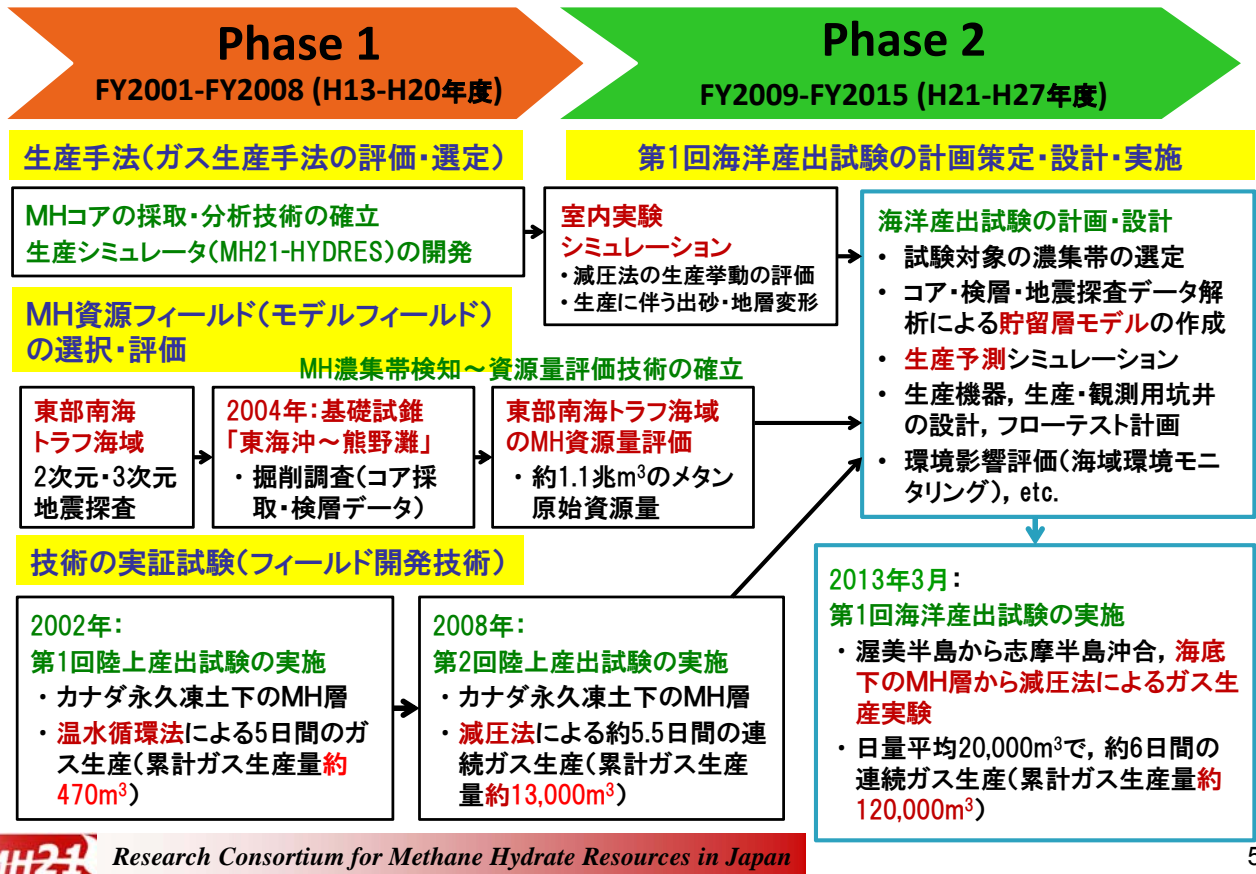 Phase 1
FY2001-FY2008 (H13-H20年度)
Phase 2
FY2009-FY2015 (H21-H27年度)
生産手法(ガス生産手法の評価・選定)
第1回海洋産出試験の計画策定・設計・実施
MHコアの採取・分析技術の確立
生産シミュレータ(MH21-HYDRES)の開発
室内実験
シミュレーション
・減圧法の生産挙動の評価
・生産に伴う出砂・地層変形
海洋産出試験の計画・設計
・ 試験対象の濃集帯の選定
・ コア・検層・地震探査データ解
析による貯留層モデルの作成
・ 生産予測シミュレーション
・ 生産機器，生産・観測用坑井
の設計，フローテスト計画
・ 環境影響評価(海域環境モニ
タリング)，etc.
MH資源フィールド(モデルフィールド)
の選択・評価
MH濃集帯検知～資源量評価技術の確立
東部南海
トラフ海域
2次元・3次元
地震探査
2004年：基礎試錐
「東海沖～熊野灘」
・ 掘削調査(コア採
取・検層データ)
東部南海トラフ海域
のMH資源量評価
・ 約1.1兆m³のメタン
原始資源量
技術の実証試験(フィールド開発技術)
2002年：
第1回陸上産出試験の実施
・ カナダ永久凍土下のMH層
・ 温水循環法による5日間のガ
ス生産(累計ガス生産量約
470m³)
2008年：
第2回陸上産出試験の実施
・ カナダ永久凍土下のMH層
・ 減圧法による約5.5日間の連
続ガス生産(累計ガス生産
量約13,000m³)
2013年3月：
第1回海洋産出試験の実施
・ 渥美半島から志摩半島沖合，海底
下のMH層から減圧法によるガス生
産実験
・ 日量平均20,000m³で，約6日間の
連続ガス生産(累計ガス生産量約
120,000m³)
MH21
Research Consortium for Methane Hydrate Resources in Japan
5